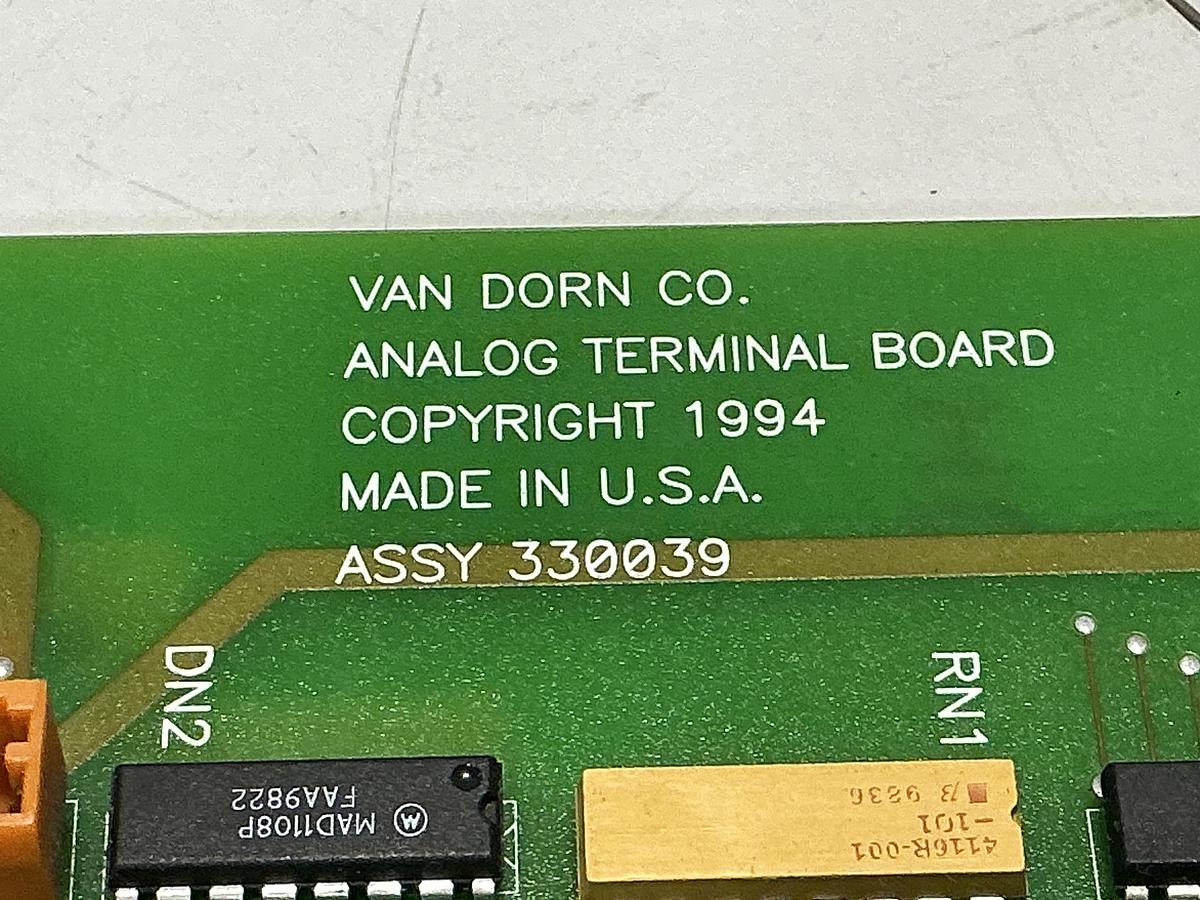 VAN DORN CO.
ANALOG TERMINAL BOARD
COPYRIGHT 1994
MADE IN U.S.A.
ASSY 330039
DN2
RN1
MAD1108P
FAA9822
4116R-001
-101
9836